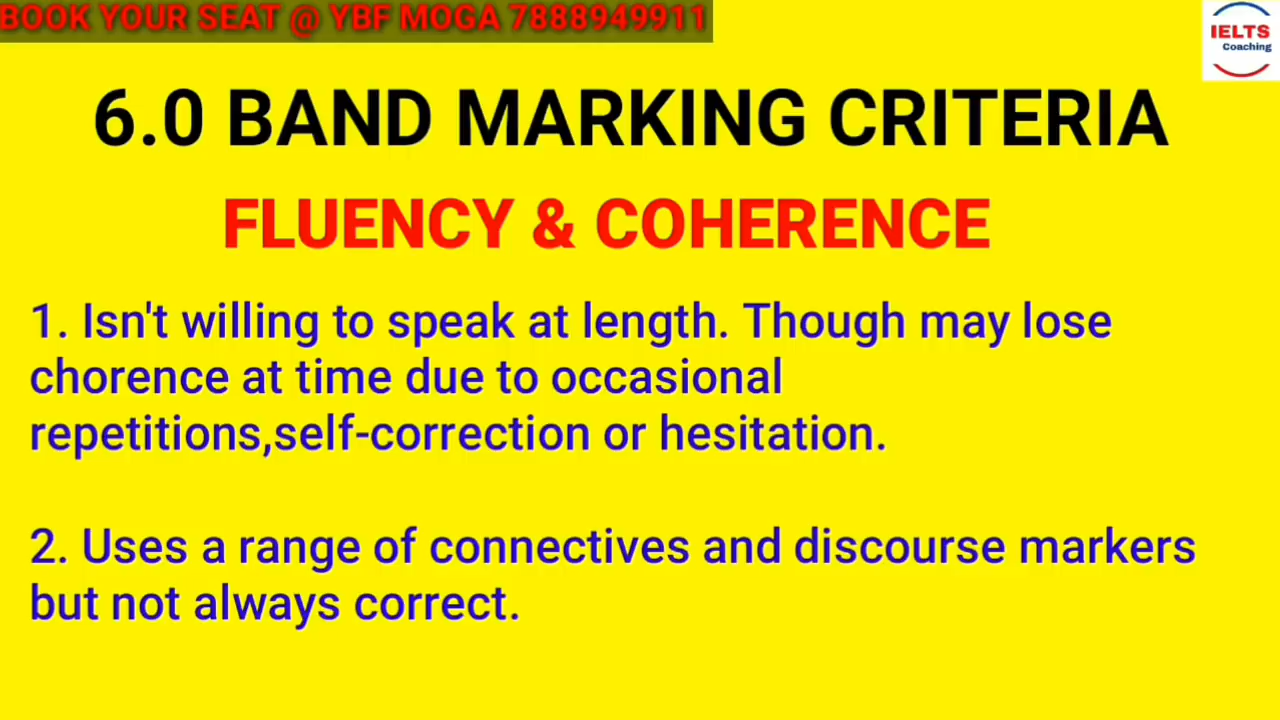 BOOK YOUR SEAT @ YBF MOGA 7888949911
IELTS
Coaching
6.0 BAND MARKING CRITERIA
FLUENCY & COHERENCE
1. Isn't willing to speak at length. Though may lose
chorence at time due to occasional
repetitions,self-correction or hesitation.
2. Uses a range of connectives and discourse markers
but not always correct.